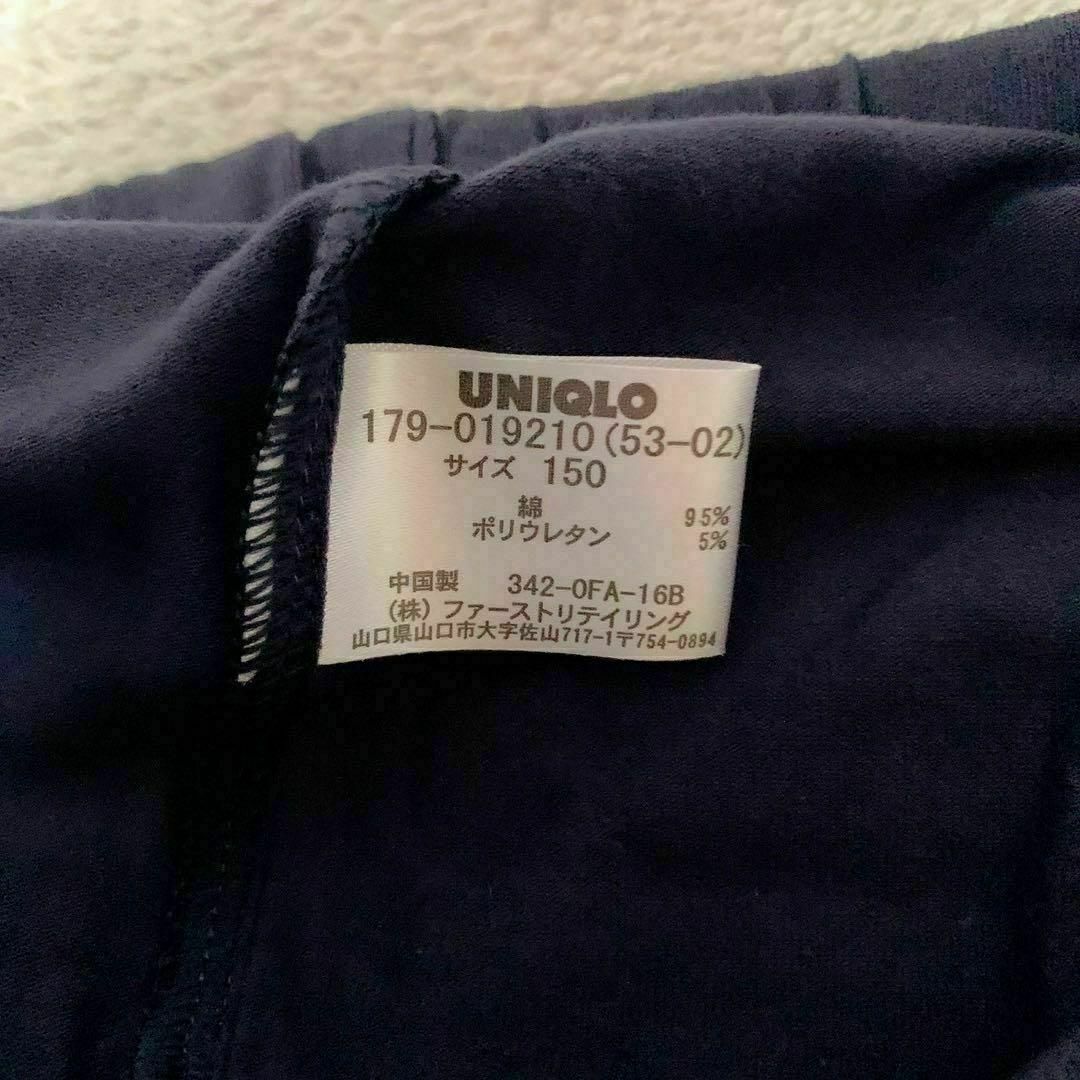 UNIQLO
179-019210(53-02)
サイズ 150
綿 95%
ポリウレタン 5%
中国製 342-0FA-16B
(株)ファーストリテイリング
山口県山口市大字佐山717-1〒754-0894